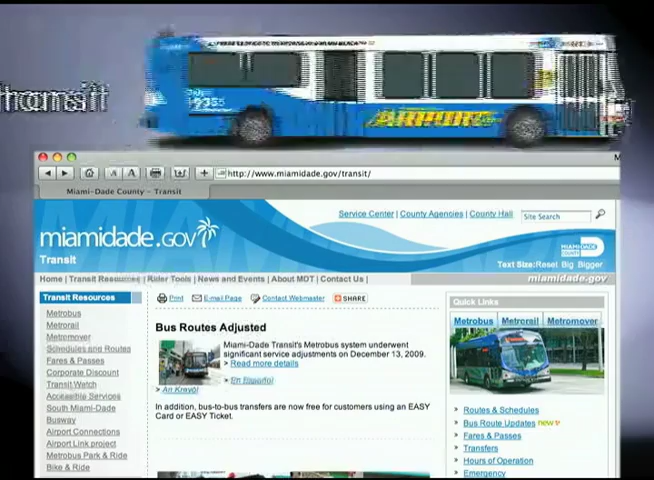 transit
AIRPORT
http://www.miamidade.gov/transit/
Miami-Dade County - Transit
Service Center | County Agencies | County Hall
Site Search
miamidade.gov
MIAMI-DADE
COUNTY
Transit
Text Size:Reset Big Bigger
Home | Transit Resources | Rider Tools | News and Events | About MDT | Contact Us |
miamidade.gov
Transit Resources
Metrobus
Metrorail
Metromover
Schedules and Routes
Fares & Passes
Corporate Discount
Transit Watch
Accessible Services
South Miami-Dade
Busway
Airport Connections
Airport Link project
Metrobus Park & Ride
Bike & Ride
Print
E-mail Page
Contact Webmaster
SHARE
Bus Routes Adjusted
Miami-Dade Transit's Metrobus system underwent
significant service adjustments on December 13, 2009.
> Read more details
> En Español
> An Kreyòl
In addition, bus-to-bus transfers are now free for customers using an EASY
Card or EASY Ticket.
Quick Links
Metrobus
Metrorail
Metromover
Routes & Schedules
Bus Route Updates new
Fares & Passes
Transfers
Hours of Operation
Emergency